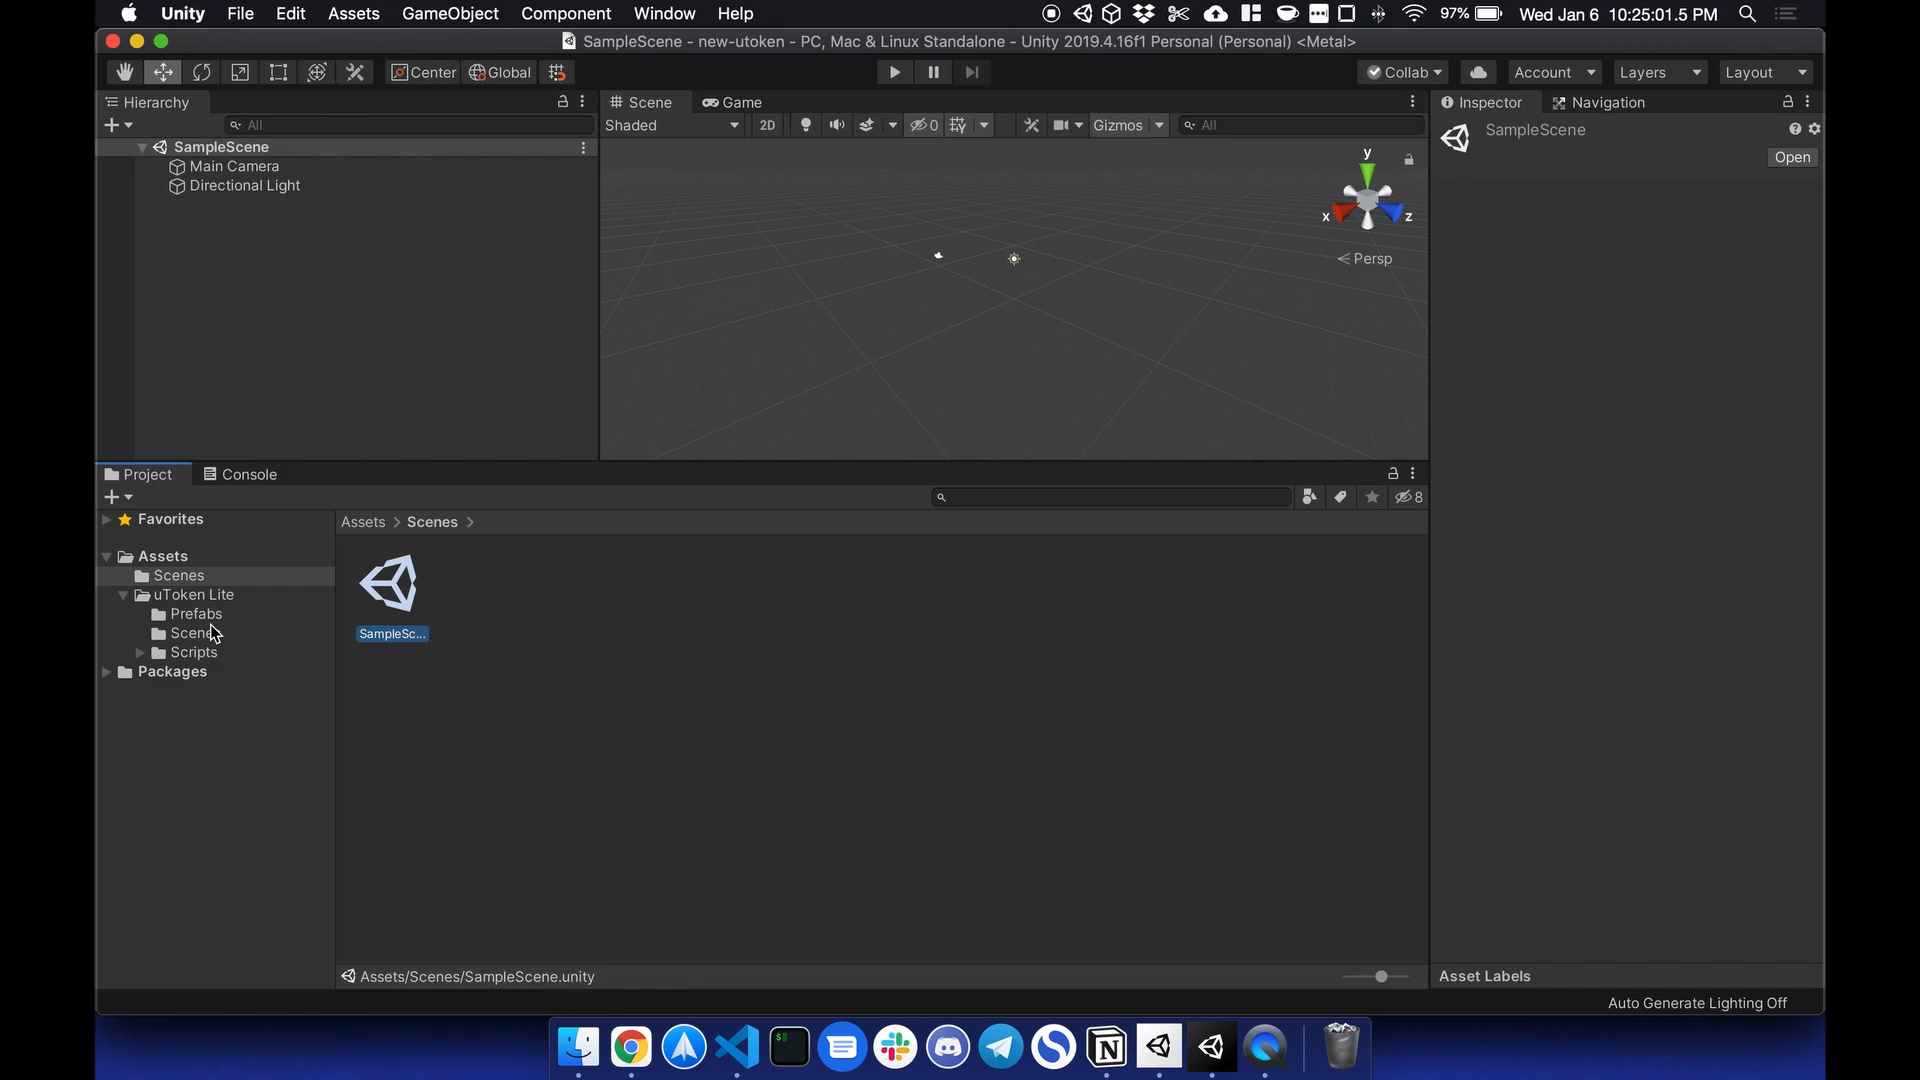 Unity File Edit Assets GameObject Component Window Help 97% Wed Jan 6 10:25:01.5 PM
SampleScene - new-utoken - PC, Mac & Linux Standalone - Unity 2019.4.16f1 Personal (Personal) <Metal>
Center Global Collab Account Layers Layout
Hierarchy
All
SampleScene
Main Camera
Directional Light
Scene Game
Shaded 2D 0 Gizmos All
y
x z
Persp
Inspector Navigation
SampleScene
Open
Project Console
8
Favorites
Assets
Scenes
uToken Lite
Prefabs
Scene
Scripts
Packages
Assets > Scenes >
SampleSc...
Assets/Scenes/SampleScene.unity
Asset Labels
Auto Generate Lighting Off